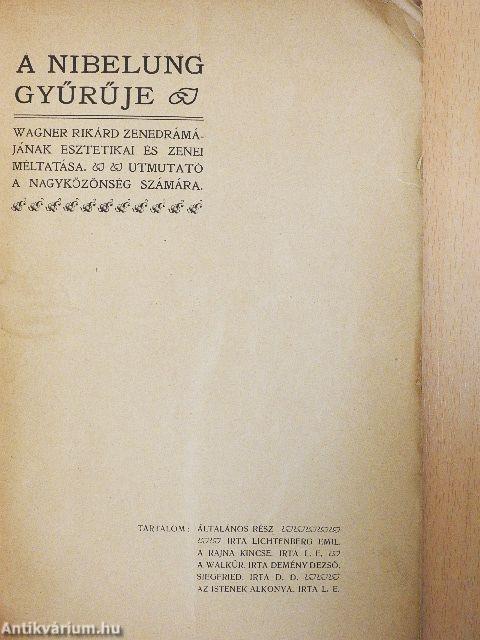 A NIBELUNG
GYŰRŰJE
WAGNER RIKÁRD ZENEDRÁMÁ-
JÁNAK ESZTETIKAI ÉS ZENEI
MÉLTATÁSA. UTMUTATÓ
A NAGYKÖZÖNSÉG SZÁMÁRA.
TARTALOM: ÁLTALÁNOS RÉSZ
IRTA LICHTENBERG EMIL.
A RAJNA KINCSE. IRTA L. E.
A WALKÜR. IRTA DEMÉNY DEZSŐ.
SIEGFRIED. IRTA D. D.
AZ ISTENEK ALKONYA. IRTA L. E.
Antikvárium.hu